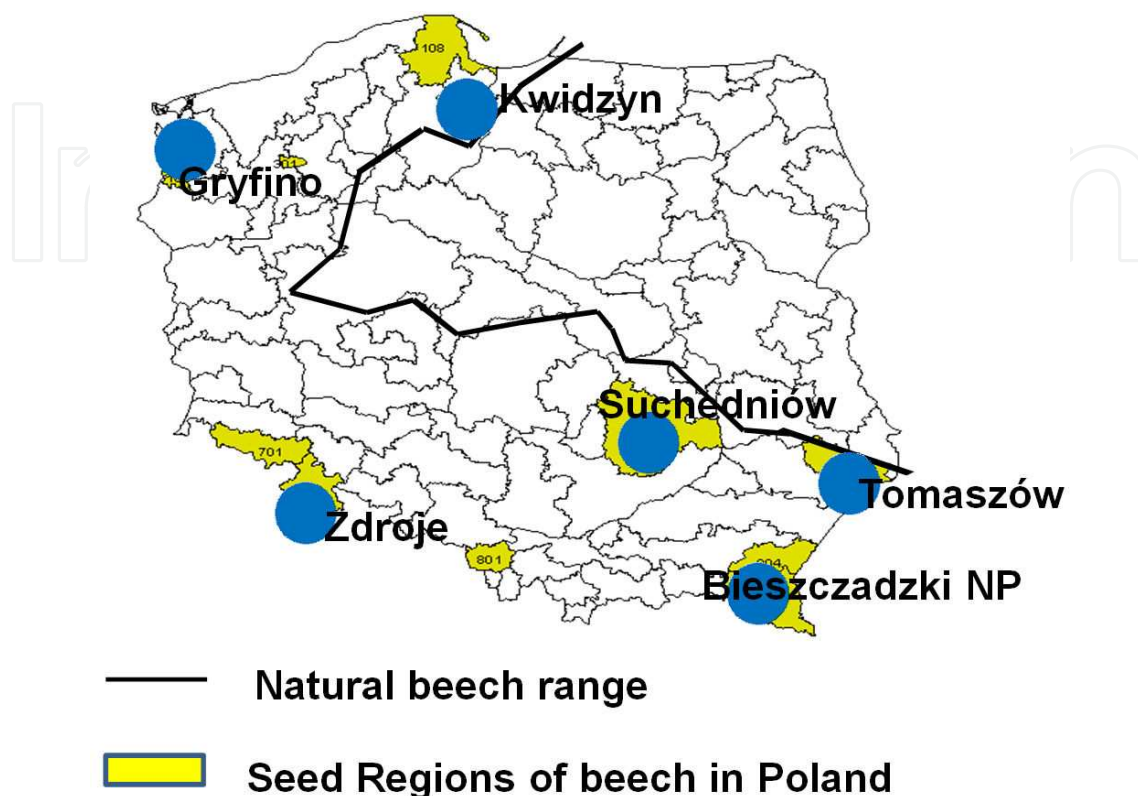 108
Kwidzyn
Gryfino
Suchedniów
701
Tomaszów
Zdroje
801
Bieszczadzki NP
Natural beech range
Seed Regions of beech in Poland